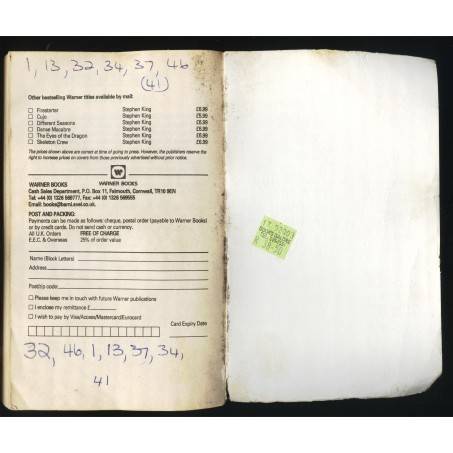 1, 13, 32, 34, 37, 46
(41)
Other bestselling Warner titles available by mail:
☐ Firestarter Stephen King £6.99
☐ Cujo Stephen King £6.99
☐ Different Seasons Stephen King £6.99
☐ Danse Macabre Stephen King £6.99
☐ The Eyes of the Dragon Stephen King £6.99
☐ Skeleton Crew Stephen King £6.99
The prices shown above are correct at time of going to press. However, the publishers reserve the
right to increase prices on covers from those previously advertised without prior notice.
WARNER BOOKS
WARNER BOOKS
Cash Sales Department, P.O. Box 11, Falmouth, Cornwall, TR10 9EN
Tel: +44 (0) 1326 569777, Fax: +44 (0) 1326 569555
Email: books@barni.avel.co.uk.
POST AND PACKING:
Payments can be made as follows: cheque, postal order (payable to Warner Books)
or by credit cards. Do not send cash or currency.
All U.K. Orders FREE OF CHARGE
E.E.C. & Overseas 25% of order value
Name (Block Letters)
Address
Post/zip code:
☐ Please keep me in touch with future Warner publications
☐ I enclose my remittance £
☐ I wish to pay by Visa/Access/Mastercard/Eurocard
Card Expiry Date
32, 46, 1, 13, 37, 34,
41